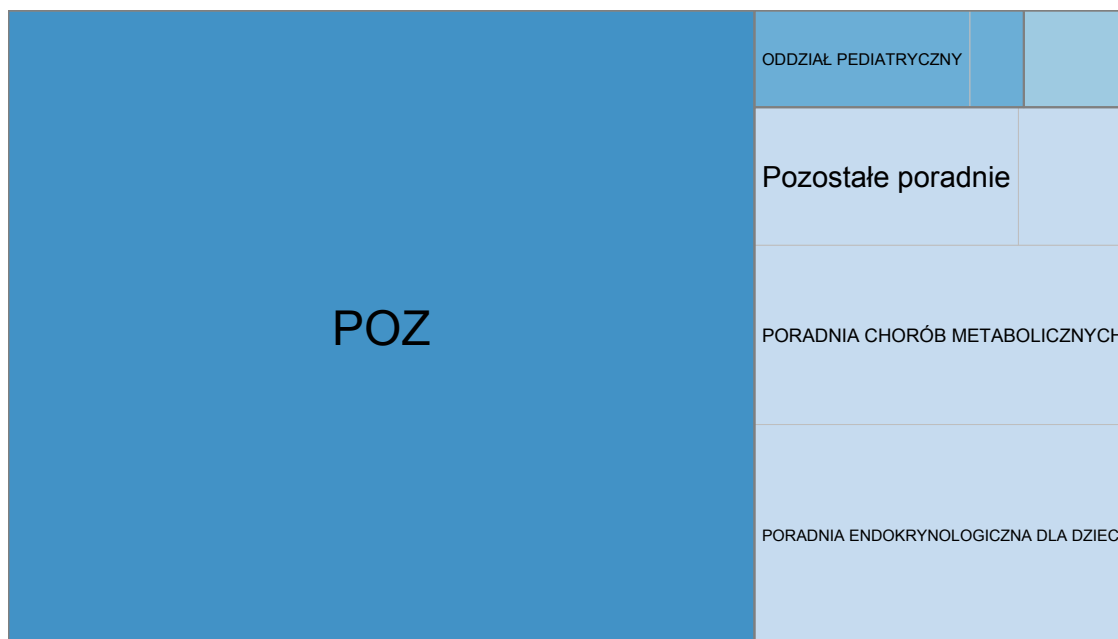 ODDZIAŁ PEDIATRYCZNY
Pozostałe poradnie
POZ
PORADNIA CHORÓB METABOLICZNYCH
PORADNIA ENDOKRYNOLOGICZNA DLA DZIEC